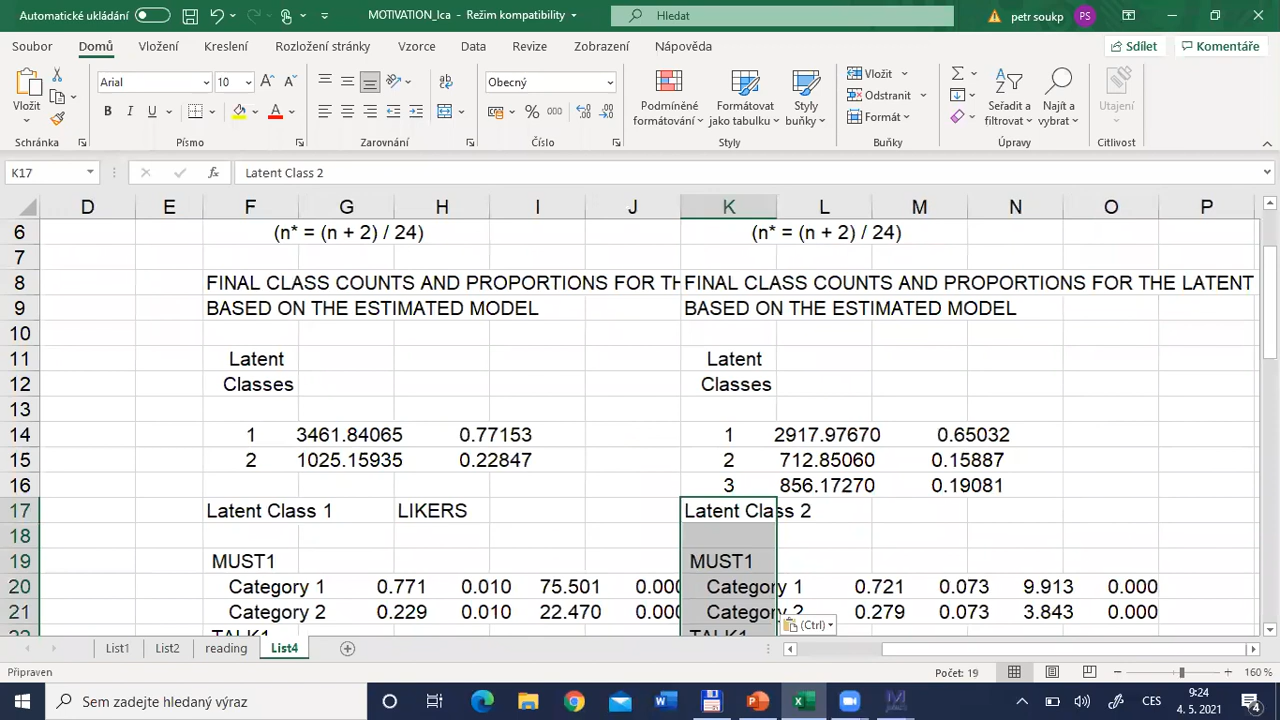 Automatické ukládání
MOTIVATION_lca - Režim kompatibility
Hledat
petr soukp PS
Soubor Domů Vložení Kreslení Rozložení stránky Vzorce Data Revize Zobrazení Nápověda Sdílet Komentáře
Vložit
Schránka
Arial 10
B I U A
Písmo
ab
Zarovnání
Obecný
% 000
Číslo
Podmíněné formátování
Formátovat jako tabulku
Styly buňky
Styly
Vložit
Odstranit
Formát
Buňky
Seřadit a filtrovat
Najít a vybrat
Úpravy
Utajení
Citlivost
K17 fx Latent Class 2
D E F G H I J K L M N O P
6 (n* = (n + 2) / 24) (n* = (n + 2) / 24)
7
8 FINAL CLASS COUNTS AND PROPORTIONS FOR TH FINAL CLASS COUNTS AND PROPORTIONS FOR THE LATENT
9 BASED ON THE ESTIMATED MODEL BASED ON THE ESTIMATED MODEL
10
11 Latent Latent
12 Classes Classes
13
14 1 3461.84065 0.77153 1 2917.97670 0.65032
15 2 1025.15935 0.22847 2 712.85060 0.15887
16 3 856.17270 0.19081
17 Latent Class 1 LIKERS Latent Class 2
18
19 MUST1 MUST1
20 Category 1 0.771 0.010 75.501 0.000 Category 1 0.721 0.073 9.913 0.000
21 Category 2 0.229 0.010 22.470 0.000 Category 2 0.279 0.073 3.843 0.000
TALK1 TALK1
(Ctrl)
List1 List2 reading List4
Připraven Počet: 19 160 %
Sem zadejte hledaný výraz
CES
9:24
4. 5. 2021
4